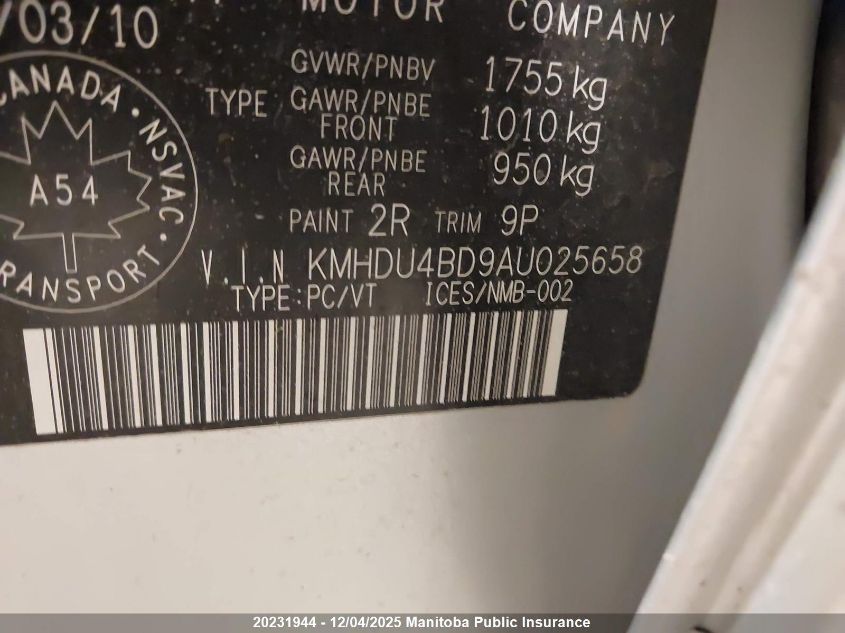 MOTOR COMPANY
/03/10
GVWR/PNBV 1755 kg
TYPE GAWR/PNBE FRONT 1010 kg
GAWR/PNBE REAR 950 kg
PAINT 2R TRIM 9P
V.I.N KMHDU4BD9AU025658
TYPE:PC/VT ICES/NMB-002
CANADA • NSVAC • TRANSPORT
A54
20231944 - 12/04/2025 Manitoba Public Insurance